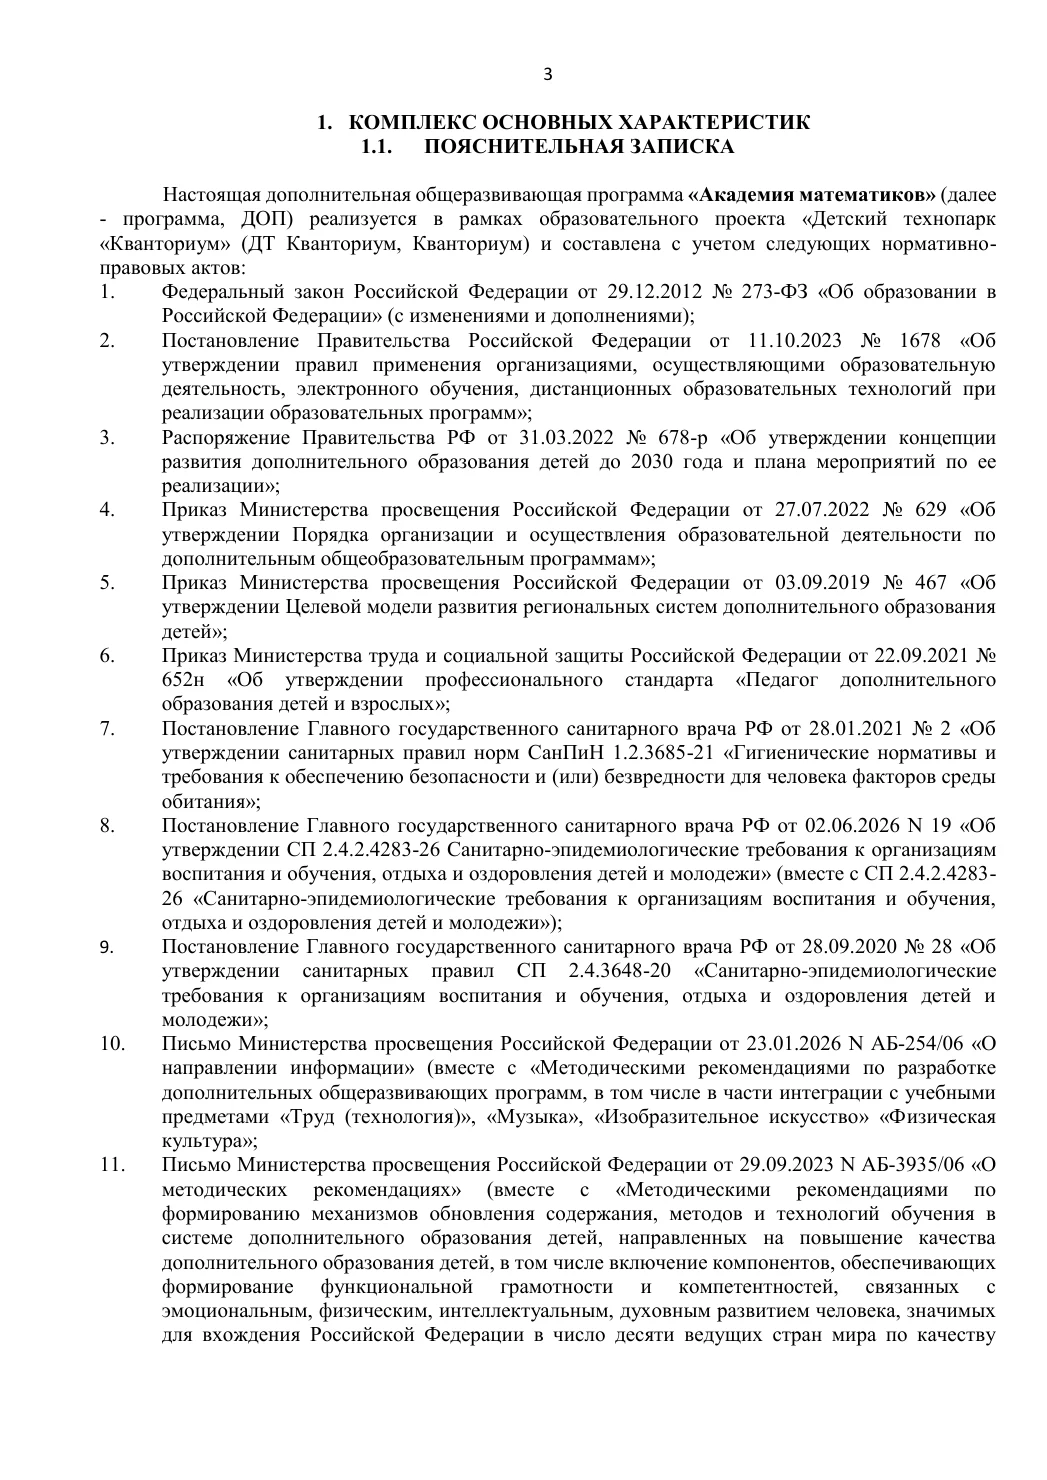 3
1. КОМПЛЕКС ОСНОВНЫХ ХАРАКТЕРИСТИК
1.1. ПОЯСНИТЕЛЬНАЯ ЗАПИСКА
Настоящая дополнительная общеразвивающая программа «Академия математиков» (далее
- программа, ДОП) реализуется в рамках образовательного проекта «Детский технопарк
«Кванториум» (ДТ Кванториум, Кванториум) и составлена с учетом следующих нормативно-
правовых актов:
1. Федеральный закон Российской Федерации от 29.12.2012 № 273-ФЗ «Об образовании в
Российской Федерации» (с изменениями и дополнениями);
2. Постановление Правительства Российской Федерации от 11.10.2023 № 1678 «Об
утверждении правил применения организациями, осуществляющими образовательную
деятельность, электронного обучения, дистанционных образовательных технологий при
реализации образовательных программ»;
3. Распоряжение Правительства РФ от 31.03.2022 № 678-р «Об утверждении концепции
развития дополнительного образования детей до 2030 года и плана мероприятий по ее
реализации»;
4. Приказ Министерства просвещения Российской Федерации от 27.07.2022 № 629 «Об
утверждении Порядка организации и осуществления образовательной деятельности по
дополнительным общеобразовательным программам»;
5. Приказ Министерства просвещения Российской Федерации от 03.09.2019 № 467 «Об
утверждении Целевой модели развития региональных систем дополнительного образования
детей»;
6. Приказ Министерства труда и социальной защиты Российской Федерации от 22.09.2021 №
652н «Об утверждении профессионального стандарта «Педагог дополнительного
образования детей и взрослых»;
7. Постановление Главного государственного санитарного врача РФ от 28.01.2021 № 2 «Об
утверждении санитарных правил норм СанПиН 1.2.3685-21 «Гигиенические нормативы и
требования к обеспечению безопасности и (или) безвредности для человека факторов среды
обитания»;
8. Постановление Главного государственного санитарного врача РФ от 02.06.2026 N 19 «Об
утверждении СП 2.4.2.4283-26 Санитарно-эпидемиологические требования к организациям
воспитания и обучения, отдыха и оздоровления детей и молодежи» (вместе с СП 2.4.2.4283-
26 «Санитарно-эпидемиологические требования к организациям воспитания и обучения,
отдыха и оздоровления детей и молодежи»);
9. Постановление Главного государственного санитарного врача РФ от 28.09.2020 № 28 «Об
утверждении санитарных правил СП 2.4.3648-20 «Санитарно-эпидемиологические
требования к организациям воспитания и обучения, отдыха и оздоровления детей и
молодежи»;
10. Письмо Министерства просвещения Российской Федерации от 23.01.2026 N АБ-254/06 «О
направлении информации» (вместе с «Методическими рекомендациями по разработке
дополнительных общеразвивающих программ, в том числе в части интеграции с учебными
предметами «Труд (технология)», «Музыка», «Изобразительное искусство» «Физическая
культура»;
11. Письмо Министерства просвещения Российской Федерации от 29.09.2023 N АБ-3935/06 «О
методических рекомендациях» (вместе с «Методическими рекомендациями по
формированию механизмов обновления содержания, методов и технологий обучения в
системе дополнительного образования детей, направленных на повышение качества
дополнительного образования детей, в том числе включение компонентов, обеспечивающих
формирование функциональной грамотности и компетентностей, связанных с
эмоциональным, физическим, интеллектуальным, духовным развитием человека, значимых
для вхождения Российской Федерации в число десяти ведущих стран мира по качеству